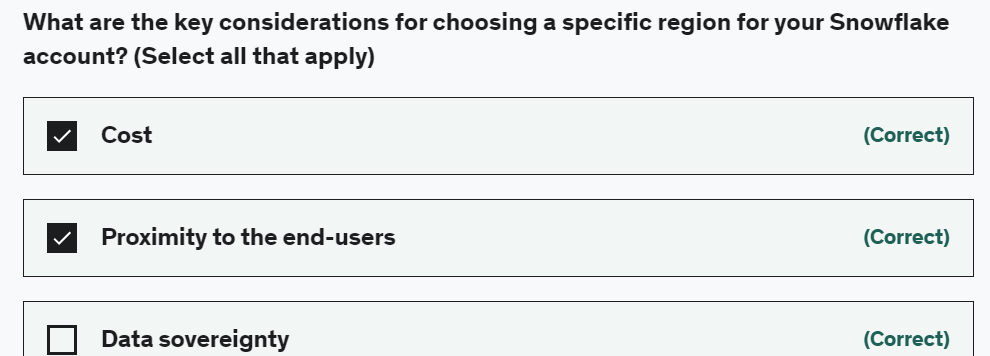 What are the key considerations for choosing a specific region for your Snowflake
account? (Select all that apply)
Cost (Correct)
Proximity to the end-users (Correct)
Data sovereignty (Correct)